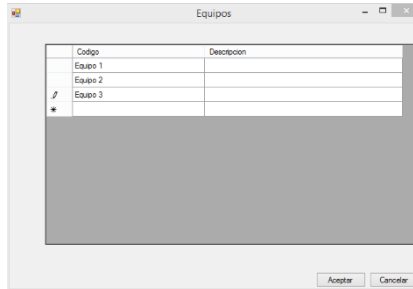 Equipos
Codigo Descripcion
Equipo 1
Equipo 2
Equipo 3
Aceptar Cancelar